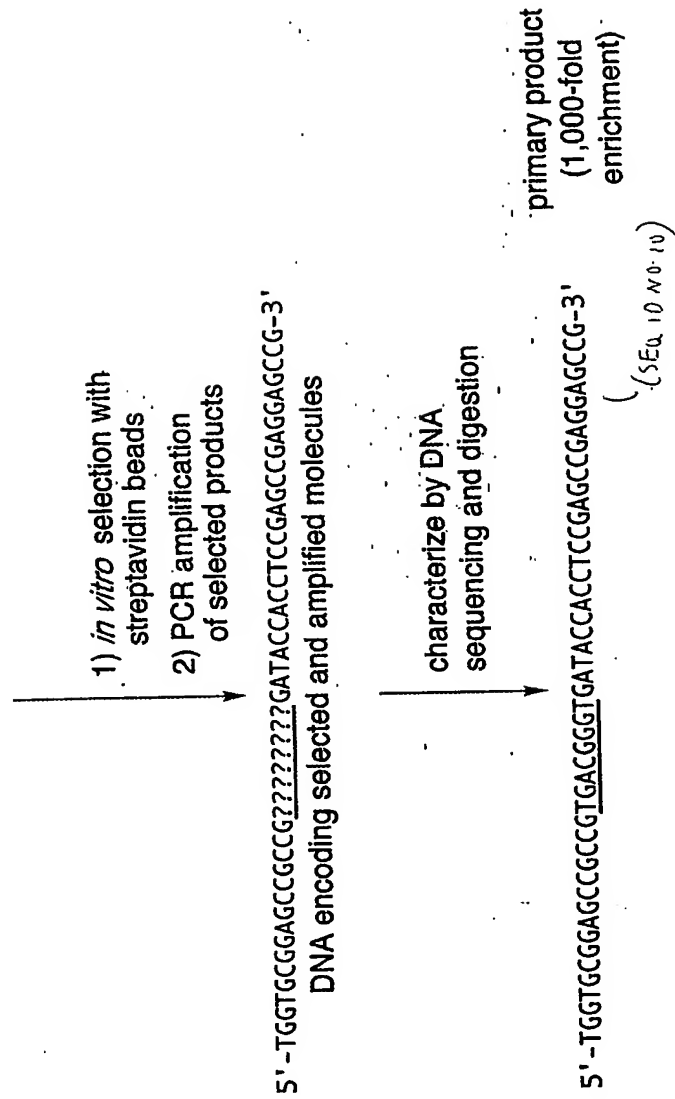 1) in vitro selection with
streptavidin beads
2) PCR amplification
of selected products
5'-TGGTGCGGAGCCGCCG????????GATACCACCTCCGAGCCGAGGAGCCG-3'
DNA encoding selected and amplified molecules
characterize by DNA
sequencing and digestion
5'-TGGTGCGGAGCCGCCGTGACGGGTGATACCACCTCCGAGCCGAGGAGCCG-3'
(SEQ ID NO:10)
primary product
(1,000-fold
enrichment)